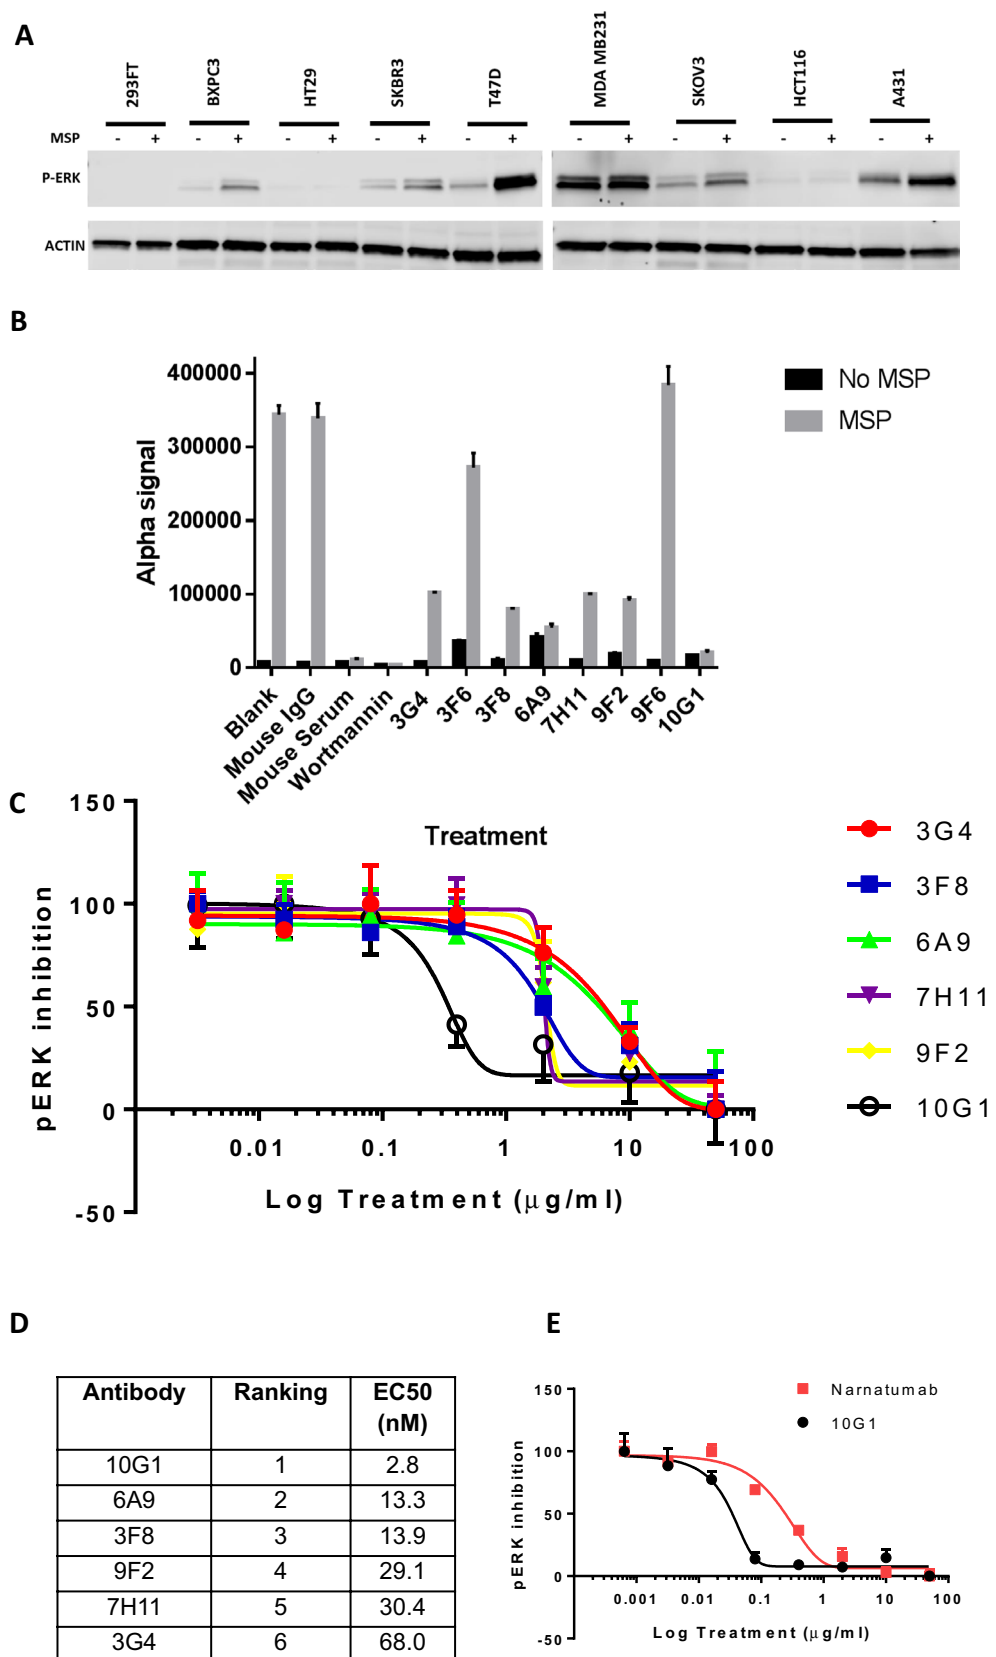 A
293FT BXPC3 HT29 SKBR3 T47D MDA MB231 SKOV3 HCT116 A431
MSP - + - + - + - + - + - + - + - + - +
P-ERK
ACTIN
B
400000
300000
200000
100000
0
Alpha signal
No MSP
MSP
Blank
Mouse IgG
Mouse Serum
Wortmannin
3G4
3F6
3F8
6A9
7H11
9F2
9F6
10G1
Treatment
C
150
100
50
0
-50
pERK inhibition
0.01 0.1 1 10 100
Log Treatment (μg/ml)
3G4
3F8
6A9
7H11
9F2
10G1
D
Antibody Ranking EC50
(nM)
10G1 1 2.8
6A9 2 13.3
3F8 3 13.9
9F2 4 29.1
7H11 5 30.4
3G4 6 68.0
E
150
100
50
0
-50
pERK inhibition
0.001 0.01 0.1 1 10 100
Log Treatment (μg/ml)
Narnatumab
10G1